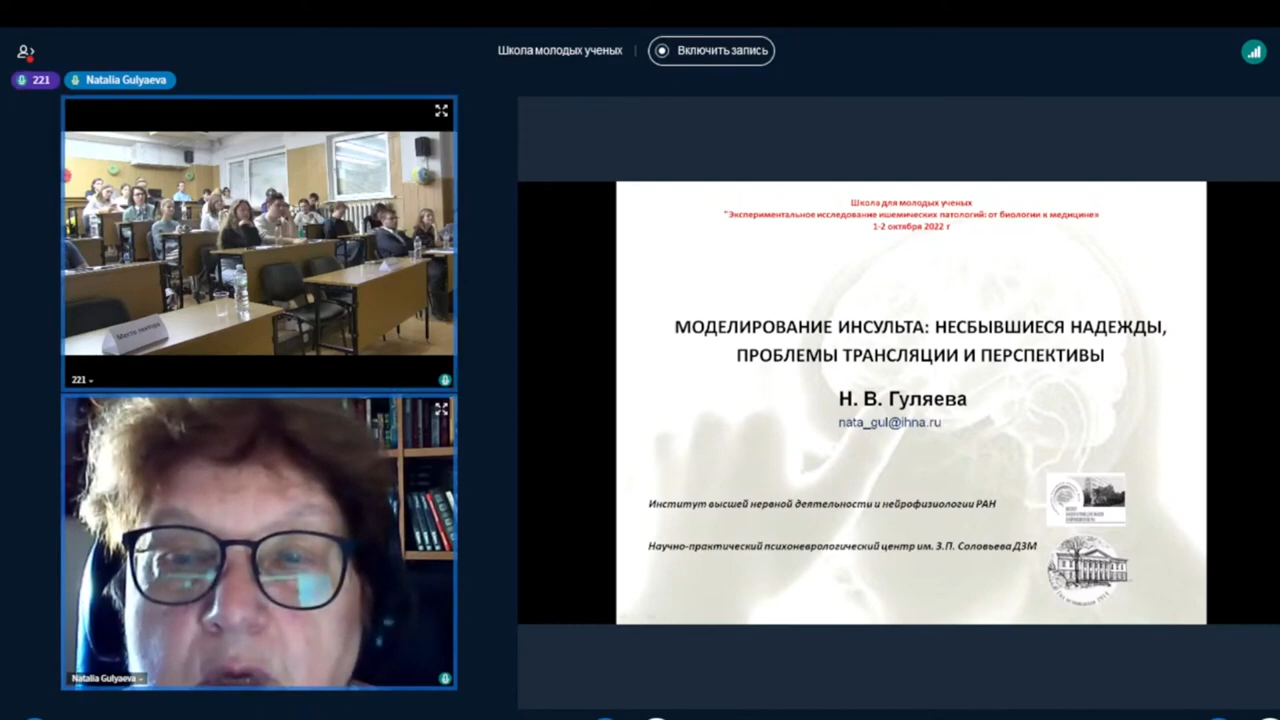 Школа молодых ученых
Включить запись
221
Natalia Gulyaeva
Место лектора
221
Natalia Gulyaeva
Школа для молодых ученых
"Экспериментальное исследование ишемических патологий: от биологии к медицине»
1-2 октября 2022 г
МОДЕЛИРОВАНИЕ ИНСУЛЬТА: НЕСБЫВШИЕСЯ НАДЕЖДЫ,
ПРОБЛЕМЫ ТРАНСЛЯЦИИ И ПЕРСПЕКТИВЫ
Н. В. Гуляева
nata_gul@ihna.ru
Институт высшей нервной деятельности и нейрофизиологии РАН
Научно-практический психоневрологический центр им. З.П. Соловьева ДЗМ